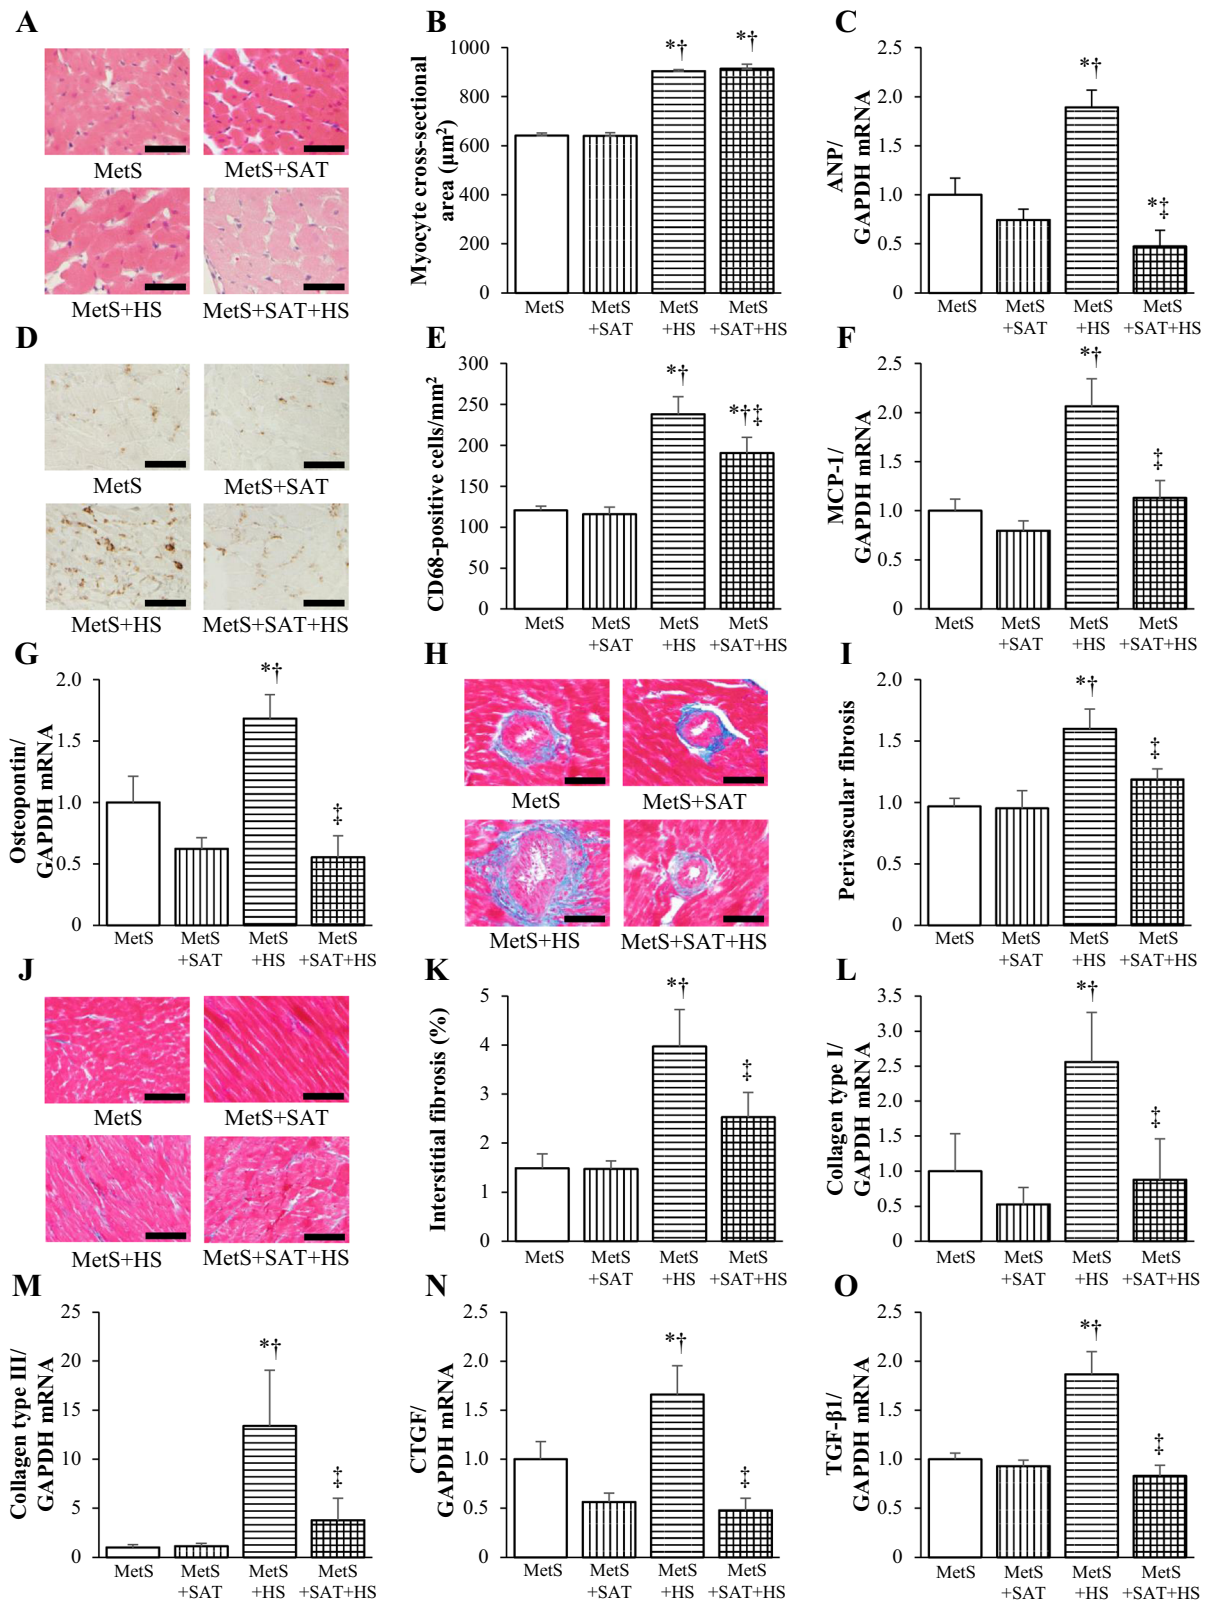 A
MetS
MetS+SAT
MetS+HS
MetS+SAT+HS
B
Myocyte cross-sectional
area (μm²)
1000
800
600
400
200
0
*†
*†
MetS
MetS
+SAT
MetS
+HS
MetS
+SAT+HS
C
ANP/
GAPDH mRNA
2.5
2.0
1.5
1.0
0.5
0
*†
*‡
MetS
MetS
+SAT
MetS
+HS
MetS
+SAT+HS
D
MetS
MetS+SAT
MetS+HS
MetS+SAT+HS
E
CD68-positive cells/mm²
300
250
200
150
100
50
0
*†
*†‡
MetS
MetS
+SAT
MetS
+HS
MetS
+SAT+HS
F
MCP-1/
GAPDH mRNA
2.5
2.0
1.5
1.0
0.5
0
*†
‡
MetS
MetS
+SAT
MetS
+HS
MetS
+SAT+HS
G
Osteopontin/
GAPDH mRNA
2.0
1.5
1.0
0.5
0
*†
‡
MetS
MetS
+SAT
MetS
+HS
MetS
+SAT+HS
H
MetS
MetS+SAT
MetS+HS
MetS+SAT+HS
I
Perivascular fibrosis
2.0
1.5
1.0
0.5
0
*†
‡
MetS
MetS
+SAT
MetS
+HS
MetS
+SAT+HS
J
MetS
MetS+SAT
MetS+HS
MetS+SAT+HS
K
Interstitial fibrosis (%)
5
4
3
2
1
0
*†
‡
MetS
MetS
+SAT
MetS
+HS
MetS
+SAT+HS
L
Collagen type I/
GAPDH mRNA
3.5
3.0
2.5
2.0
1.5
1.0
0.5
0
*†
‡
MetS
MetS
+SAT
MetS
+HS
MetS
+SAT+HS
M
Collagen type III/
GAPDH mRNA
25
20
15
10
5
0
*†
‡
MetS
MetS
+SAT
MetS
+HS
MetS
+SAT+HS
N
CTGF/
GAPDH mRNA
2.5
2.0
1.5
1.0
0.5
0
*†
‡
MetS
MetS
+SAT
MetS
+HS
MetS
+SAT+HS
O
TGF-β1/
GAPDH mRNA
2.5
2.0
1.5
1.0
0.5
0
*†
‡
MetS
MetS
+SAT
MetS
+HS
MetS
+SAT+HS